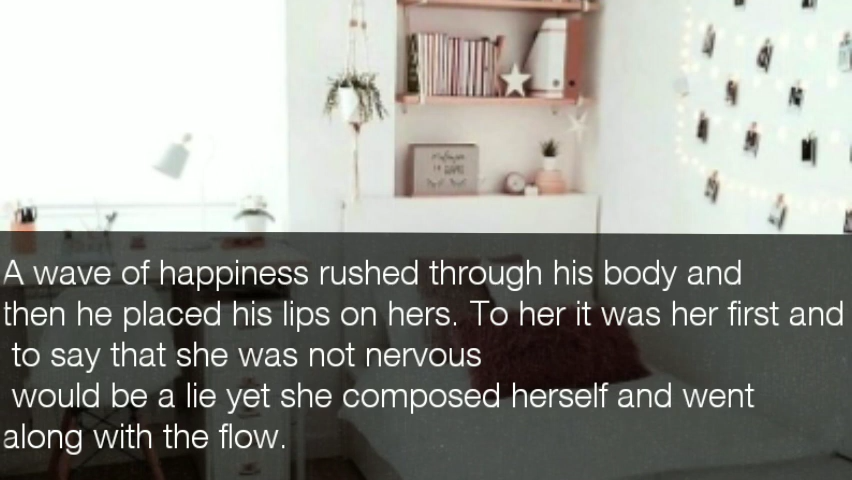 A wave of happiness rushed through his body and
then he placed his lips on hers. To her it was her first and
to say that she was not nervous
would be a lie yet she composed herself and went
along with the flow.